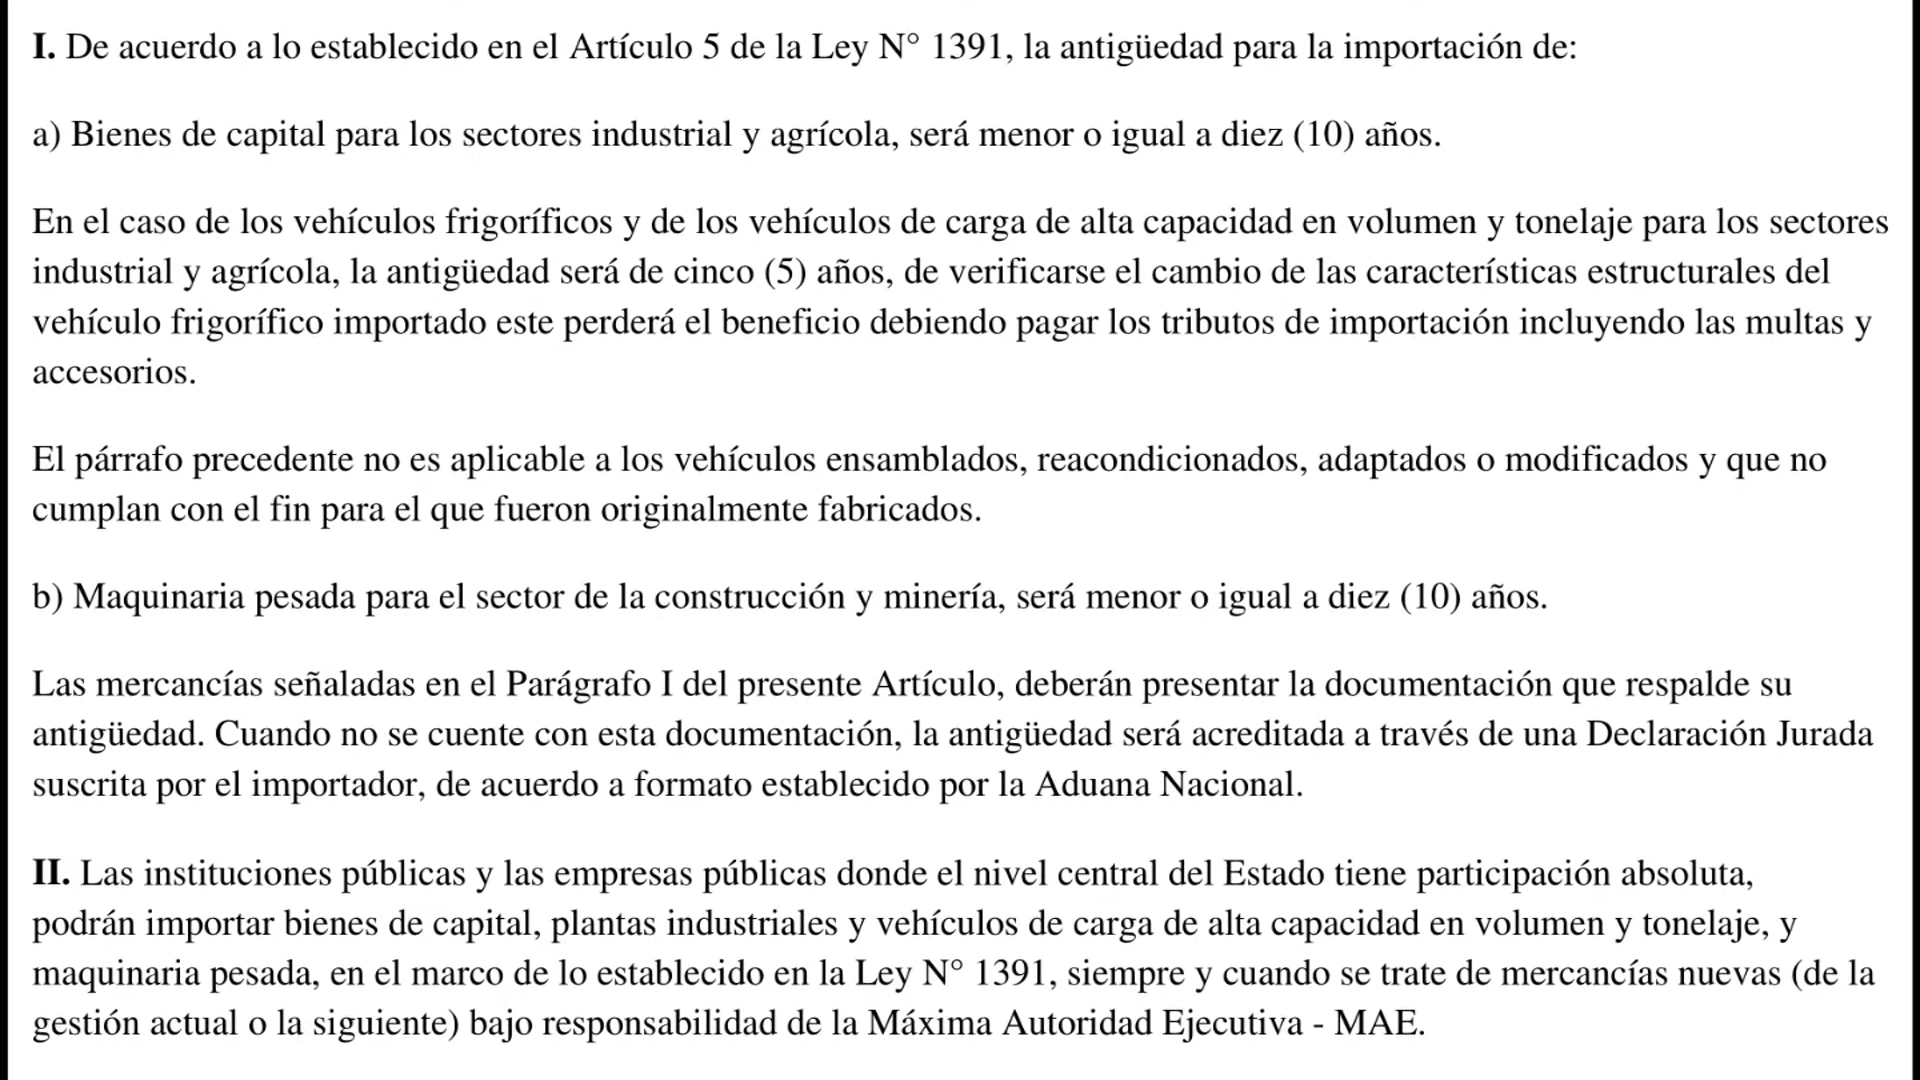 I. De acuerdo a lo establecido en el Artículo 5 de la Ley N° 1391, la antigüedad para la importación de:
a) Bienes de capital para los sectores industrial y agrícola, será menor o igual a diez (10) años.
En el caso de los vehículos frigoríficos y de los vehículos de carga de alta capacidad en volumen y tonelaje para los sectores
industrial y agrícola, la antigüedad será de cinco (5) años, de verificarse el cambio de las características estructurales del
vehículo frigorífico importado este perderá el beneficio debiendo pagar los tributos de importación incluyendo las multas y
accesorios.
El párrafo precedente no es aplicable a los vehículos ensamblados, reacondicionados, adaptados o modificados y que no
cumplan con el fin para el que fueron originalmente fabricados.
b) Maquinaria pesada para el sector de la construcción y minería, será menor o igual a diez (10) años.
Las mercancías señaladas en el Parágrafo I del presente Artículo, deberán presentar la documentación que respalde su
antigüedad. Cuando no se cuente con esta documentación, la antigüedad será acreditada a través de una Declaración Jurada
suscrita por el importador, de acuerdo a formato establecido por la Aduana Nacional.
II. Las instituciones públicas y las empresas públicas donde el nivel central del Estado tiene participación absoluta,
podrán importar bienes de capital, plantas industriales y vehículos de carga de alta capacidad en volumen y tonelaje, y
maquinaria pesada, en el marco de lo establecido en la Ley N° 1391, siempre y cuando se trate de mercancías nuevas (de la
gestión actual o la siguiente) bajo responsabilidad de la Máxima Autoridad Ejecutiva - MAE.